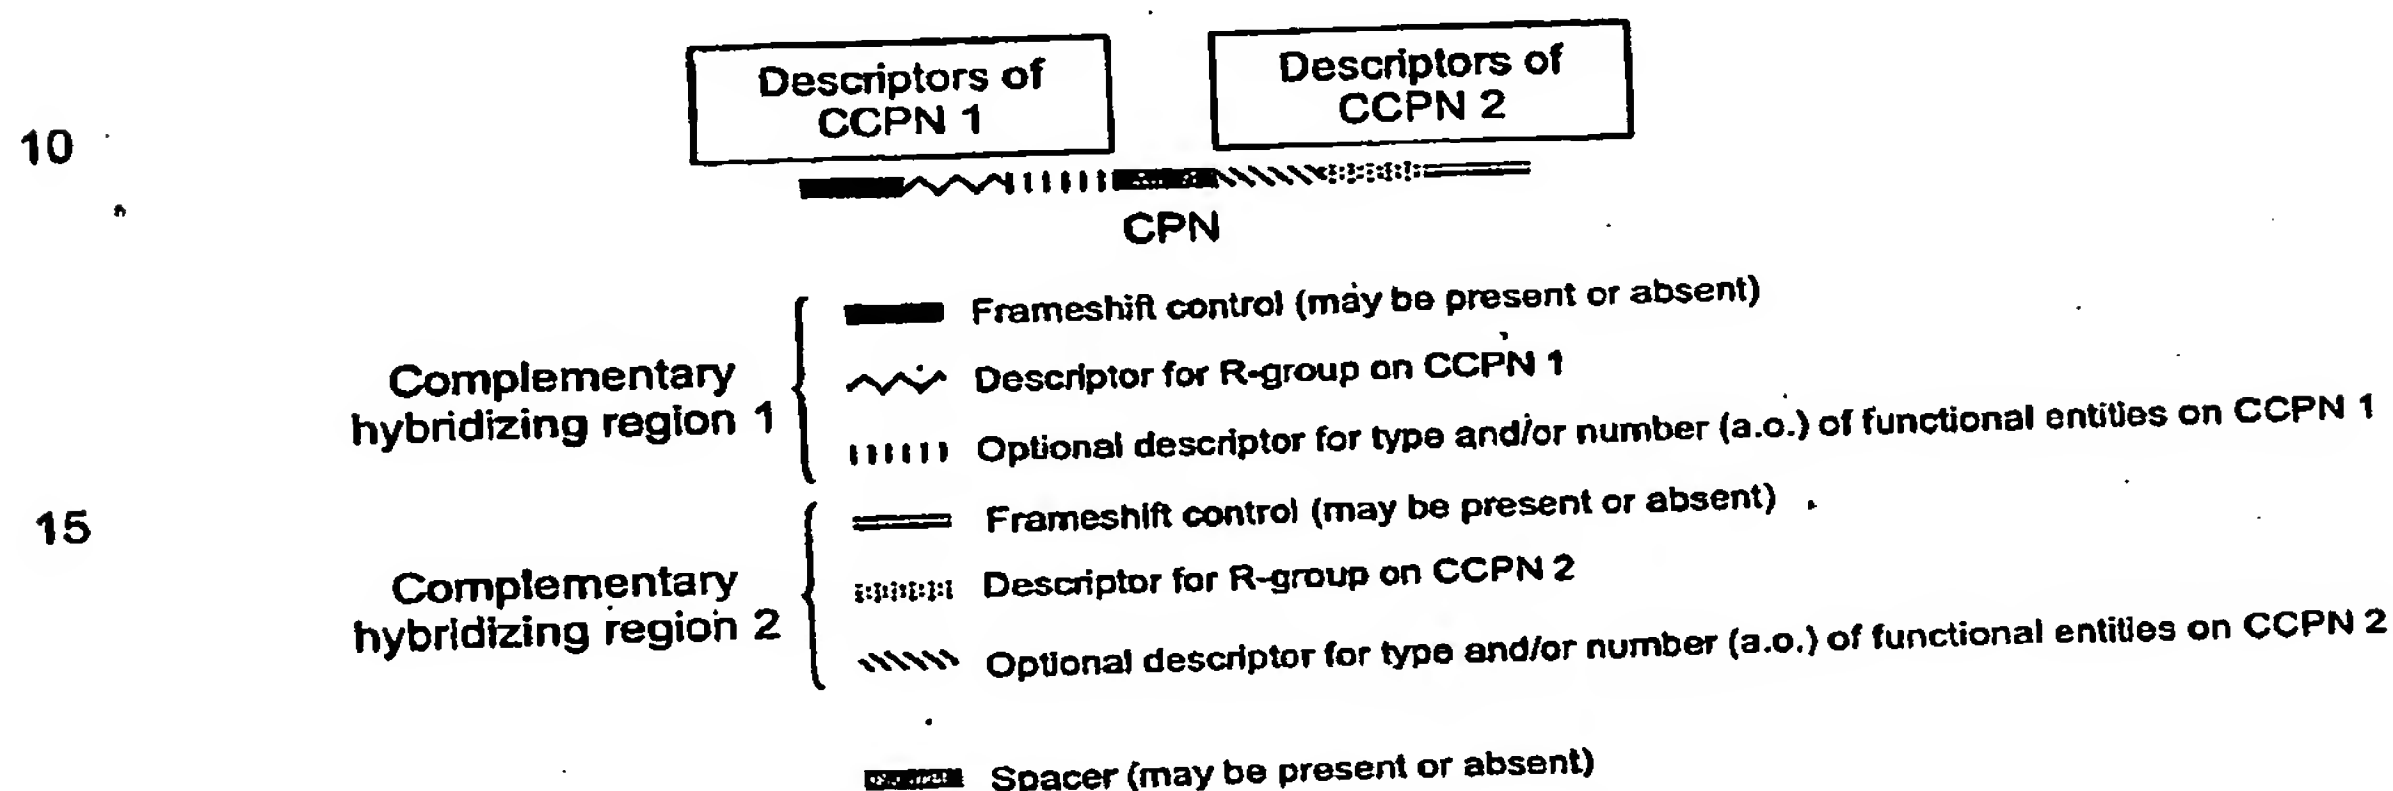 Descriptors of
CCPN 1
Descriptors of
CCPN 2
10
CPN
Complementary
hybridizing region 1
Frameshift control (may be present or absent)
Descriptor for R-group on CCPN 1
Optional descriptor for type and/or number (a.o.) of functional entities on CCPN 1
15
Complementary
hybridizing region 2
Frameshift control (may be present or absent)
Descriptor for R-group on CCPN 2
Optional descriptor for type and/or number (a.o.) of functional entities on CCPN 2
Spacer (may be present or absent)